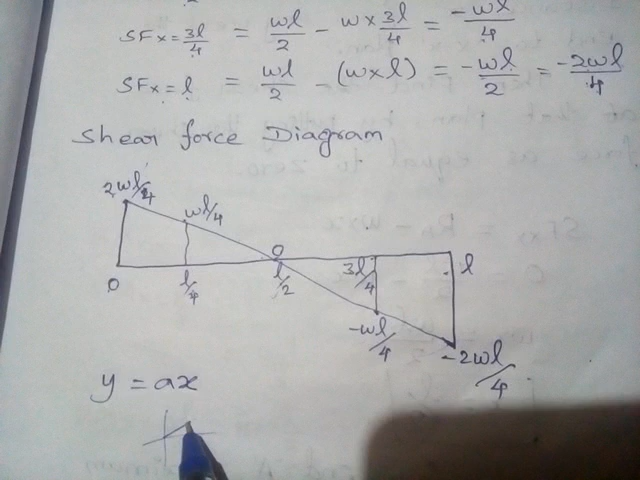 SFx=3l/4 = wl/2 - w x 3l/4 = -wl/4
SFx=l = wl/2 - (w x l) = -wl/2 = -2wl/4
Shear force Diagram
2wl/4
wl/4
0
0
l/4
l/2
3l/4
l
-wl/4
-2wl/4
y = ax